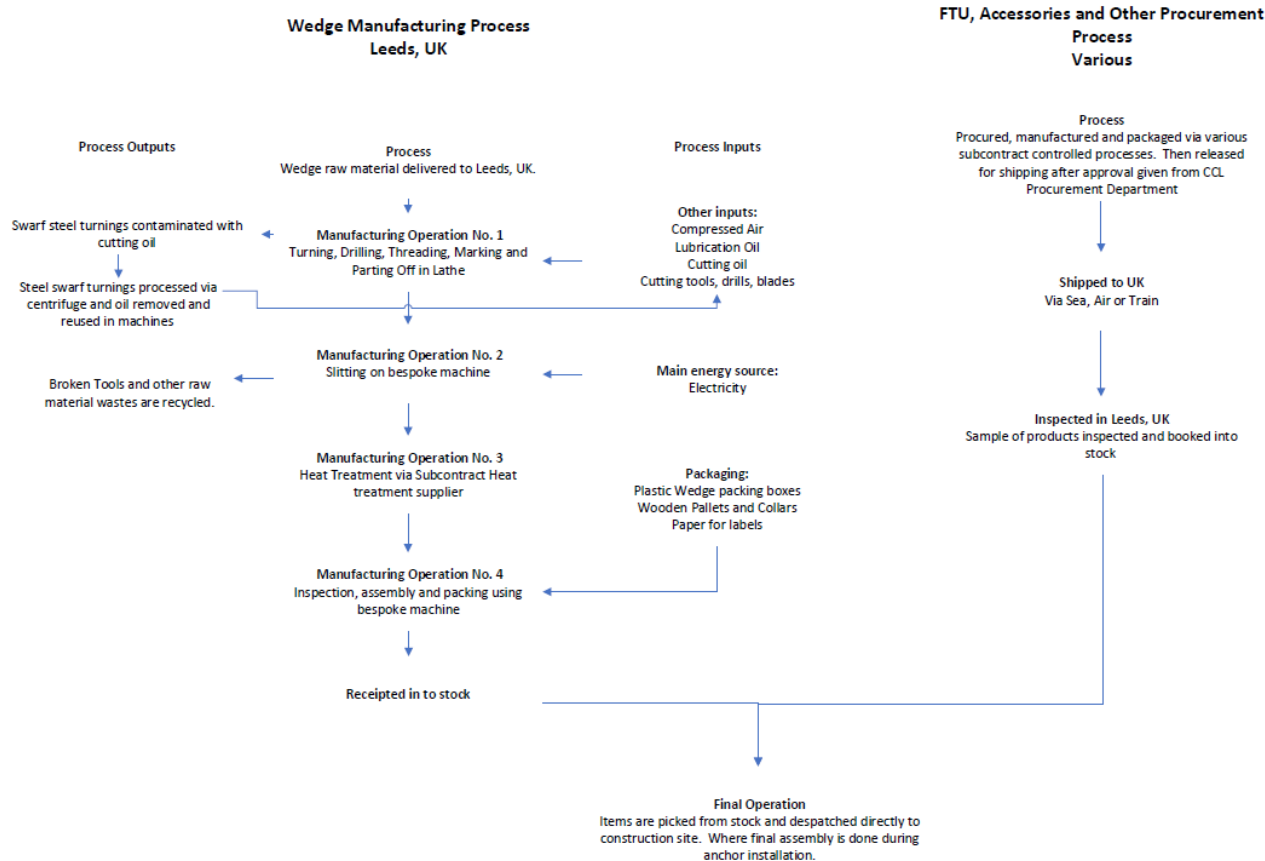 Wedge Manufacturing Process
Leeds, UK
FTU, Accessories and Other Procurement
Process
Various
Process Outputs
Process
Wedge raw material delivered to Leeds, UK.
Process Inputs
Process
Procured, manufactured and packaged via various
subcontract controlled processes. Then released
for shipping after approval given from CCL
Procurement Department
Swarf steel turnings contaminated with
cutting oil
Manufacturing Operation No. 1
Turning, Drilling, Threading, Marking and
Parting Off in Lathe
Other inputs:
Compressed Air
Lubrication Oil
Cutting oil
Cutting tools, drills, blades
Steel swarf turnings processed via
centrifuge and oil removed and
reused in machines
Shipped to UK
Via Sea, Air or Train
Manufacturing Operation No. 2
Slitting on bespoke machine
Broken Tools and other raw
material wastes are recycled.
Main energy source:
Electricity
Inspected in Leeds, UK
Sample of products inspected and booked into
stock
Manufacturing Operation No. 3
Heat Treatment via Subcontract Heat
treatment supplier
Packaging:
Plastic Wedge packing boxes
Wooden Pallets and Collars
Paper for labels
Manufacturing Operation No. 4
Inspection, assembly and packing using
bespoke machine
Receipted in to stock
Final Operation
Items are picked from stock and despatched directly to
construction site. Where final assembly is done during
anchor installation.